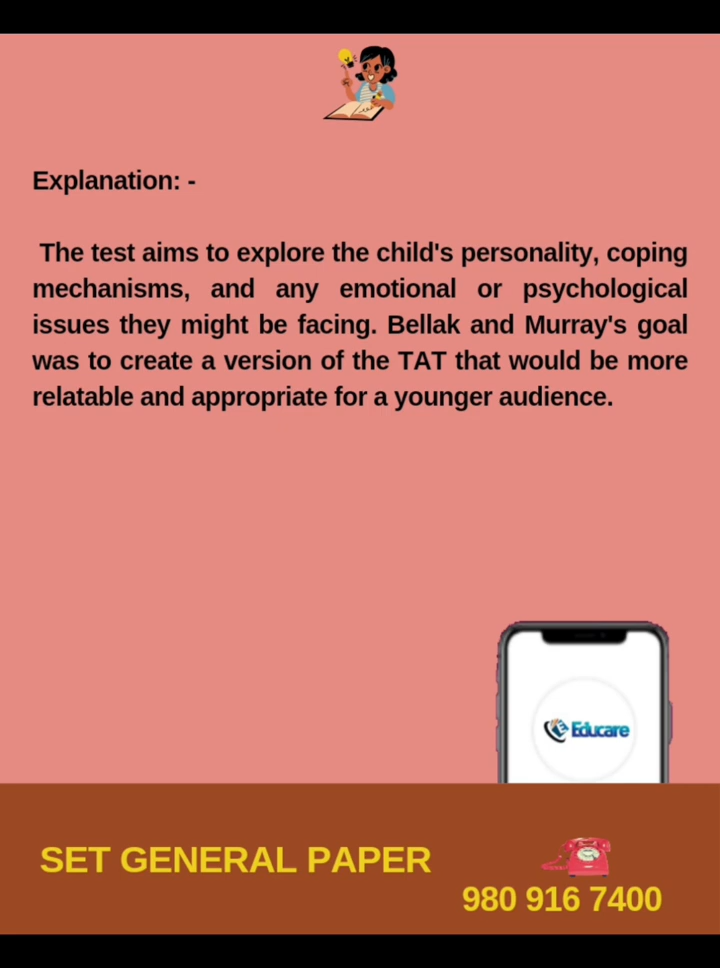 Explanation: -
The test aims to explore the child's personality, coping
mechanisms, and any emotional or psychological
issues they might be facing. Bellak and Murray's goal
was to create a version of the TAT that would be more
relatable and appropriate for a younger audience.
Educare
SET GENERAL PAPER
980 916 7400